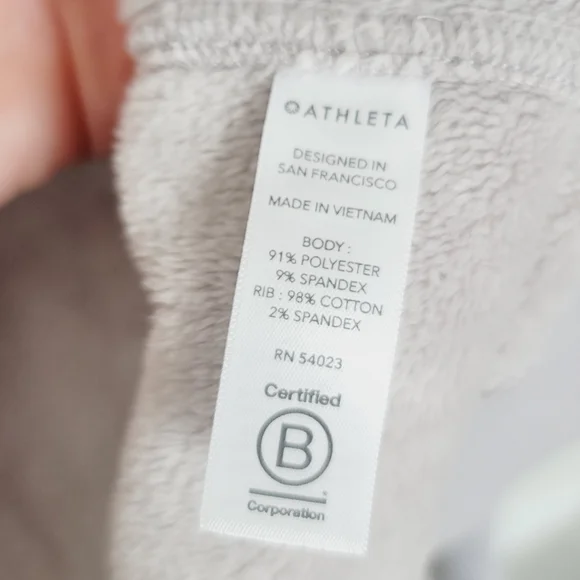 ATHLETA
DESIGNED IN
SAN FRANCISCO
MADE IN VIETNAM
BODY :
91% POLYESTER
9% SPANDEX
RIB : 98% COTTON
2% SPANDEX
RN 54023
Certified
B
Corporation